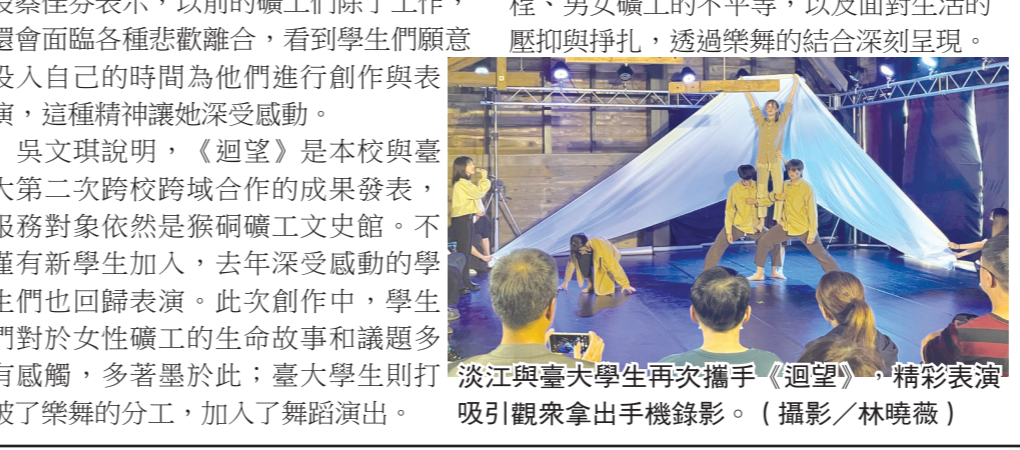 授蔡佳芬表示，以前的礦工們除了工作，
還會面臨各種悲歡離合，看到學生們願意
投入自己的時間為他們進行創作與表
演，這種精神讓她深受感動。
吳文琪說明，《迴望》是本校與臺
大第二次跨校跨域合作的成果發表，
服務對象依然是猴硐礦工文史館。不
僅有新學生加入，去年深受感動的學
生們也回歸表演。此次創作中，學生
們對於女性礦工的生命故事和議題多
有感觸，多著墨於此；臺大學生則打
破了樂舞的分工，加入了舞蹈演出。
程、男女礦工的不平等，以及面對生活的
壓抑與掙扎，透過樂舞的結合深刻呈現。
淡江與臺大學生再次攜手《迴望》，精彩表演
吸引觀眾拿出手機錄影。（攝影／林曉薇）